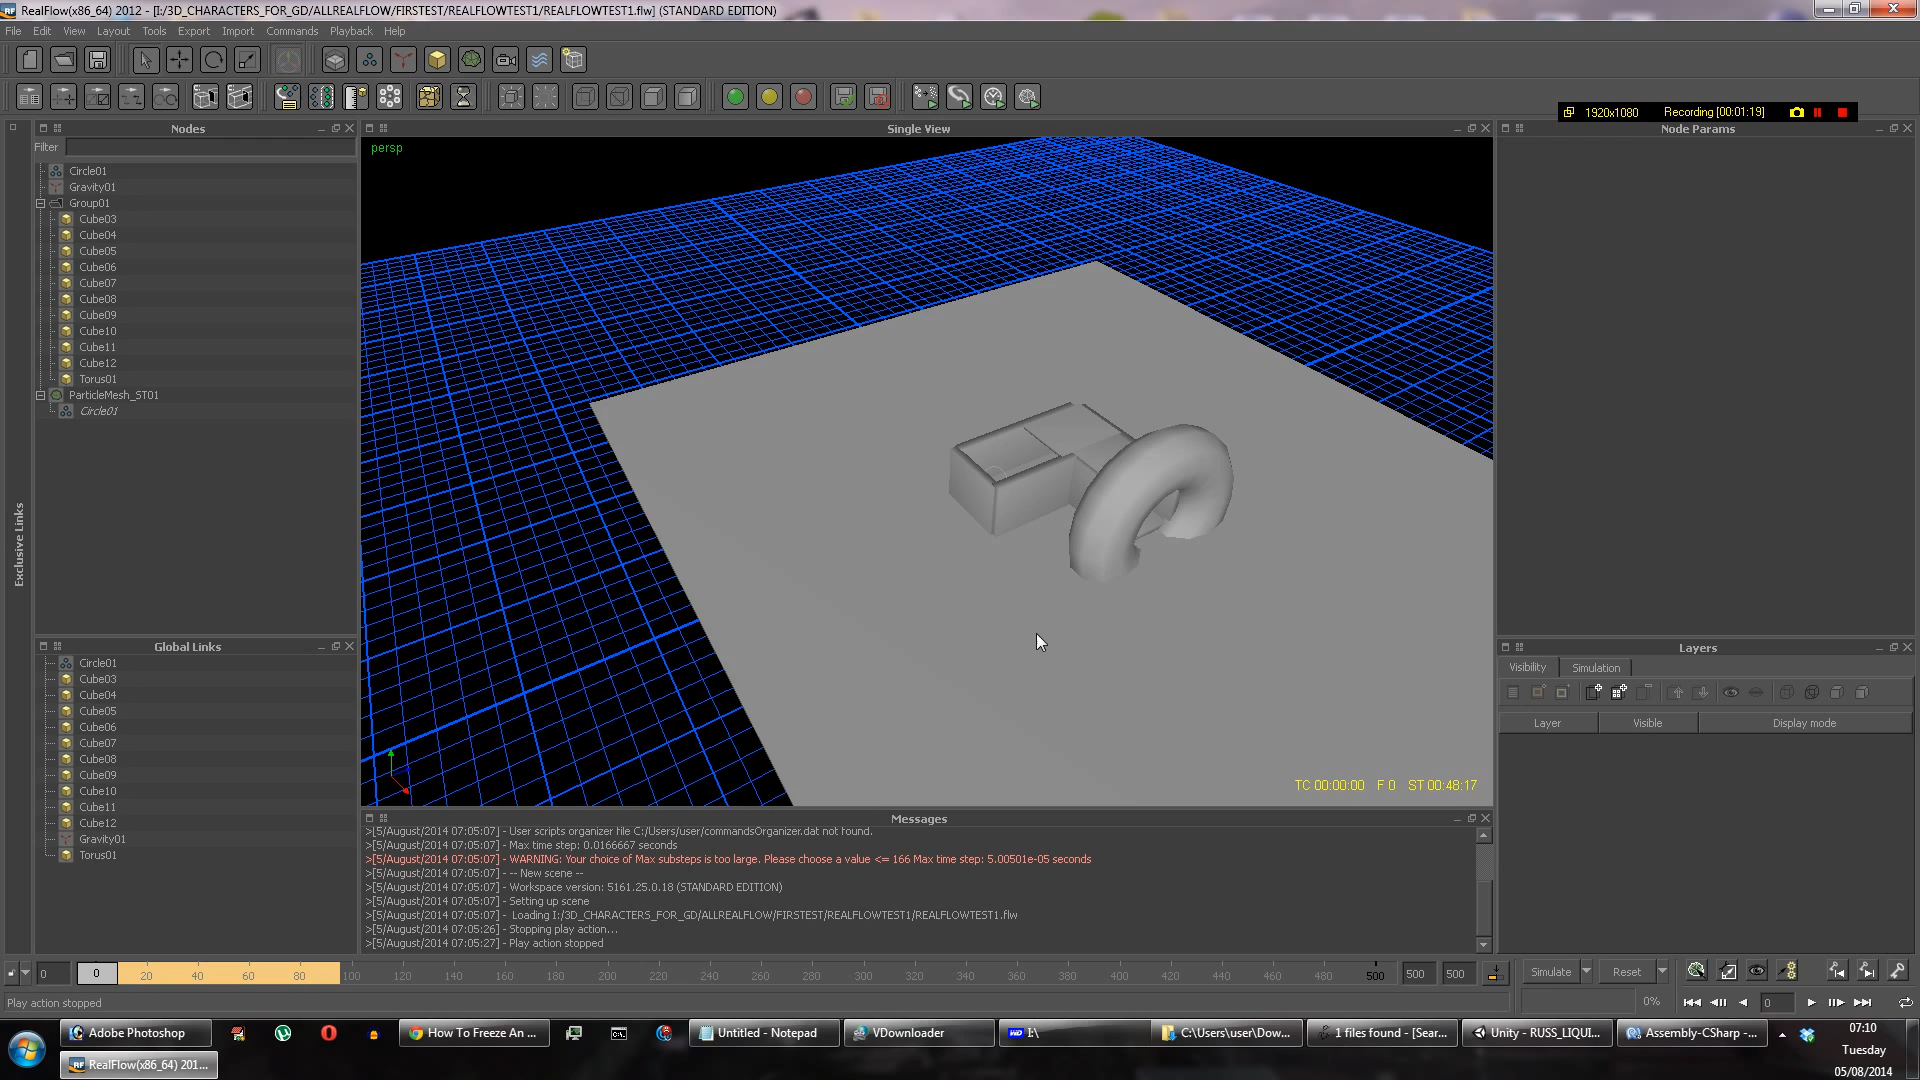 RealFlow(x86_64) 2012 - [I:/3D_CHARACTERS_FOR_GD/ALLREALFLOW/FIRSTEST/REALFLOWTEST1/REALFLOWTEST1.flw] (STANDARD EDITION)
File Edit View Layout Tools Export Import Commands Playback Help
1920x1080 Recording [00:01:19]
Nodes
Single View
Node Params
Filter
persp
Circle01
Gravity01
Group01
Cube03
Cube04
Cube05
Cube06
Cube07
Cube08
Cube09
Cube10
Cube11
Cube12
Torus01
ParticleMesh_ST01
Circle01
Exclusive Links
Global Links
Circle01
Cube03
Cube04
Cube05
Cube06
Cube07
Cube08
Cube09
Cube10
Cube11
Cube12
Gravity01
Torus01
Layers
Visibility Simulation
Layer Visible Display mode
TC 00:00:00 F 0 ST 00:48:17
Messages
>[5/August/2014 07:05:07] - User scripts organizer file C:/Users/user/commandsOrganizer.dat not found.
>[5/August/2014 07:05:07] - Max time step: 0.0166667 seconds
>[5/August/2014 07:05:07] - WARNING: Your choice of Max substeps is too large. Please choose a value <= 166 Max time step: 5.00501e-05 seconds
>[5/August/2014 07:05:07] - -- New scene --
>[5/August/2014 07:05:07] - Workspace version: 5161.25.0.18 (STANDARD EDITION)
>[5/August/2014 07:05:07] - Setting up scene
>[5/August/2014 07:05:07] - Loading I:/3D_CHARACTERS_FOR_GD/ALLREALFLOW/FIRSTEST/REALFLOWTEST1/REALFLOWTEST1.flw
>[5/August/2014 07:05:26] - Stopping play action...
>[5/August/2014 07:05:27] - Play action stopped
0 0 20 40 60 80 100 120 140 160 180 200 220 240 260 280 300 320 340 360 380 400 420 440 460 480 500 500 500
Simulate Reset
Play action stopped
0% 0
Adobe Photoshop
How To Freeze An ...
Untitled - Notepad
VDownloader
I:\
C:\Users\user\Dow...
1 files found - [Sear...
Unity - RUSS_LIQUI...
Assembly-CSharp -...
RealFlow(x86_64) 201...
07:10
Tuesday
05/08/2014